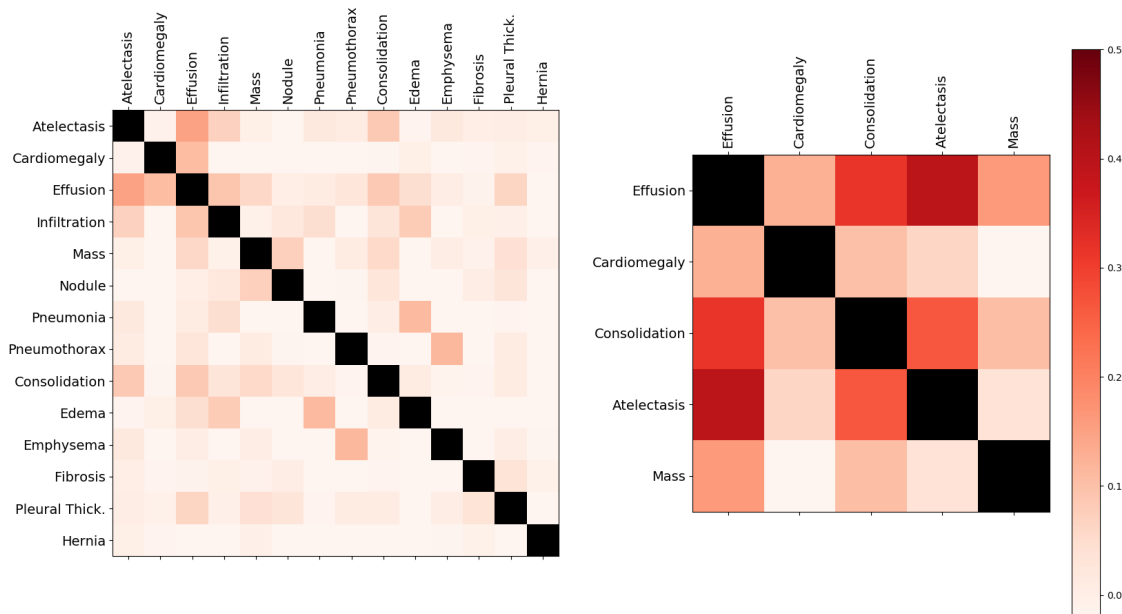 Atelectasis
Cardiomegaly
Effusion
Infiltration
Mass
Nodule
Pneumonia
Pneumothorax
Consolidation
Edema
Emphysema
Fibrosis
Pleural Thick.
Hernia
Atelectasis
Cardiomegaly
Effusion
Infiltration
Mass
Nodule
Pneumonia
Pneumothorax
Consolidation
Edema
Emphysema
Fibrosis
Pleural Thick.
Hernia
Effusion
Cardiomegaly
Consolidation
Atelectasis
Mass
Effusion
Cardiomegaly
Consolidation
Atelectasis
Mass
0.5
0.4
0.3
0.2
0.1
0.0